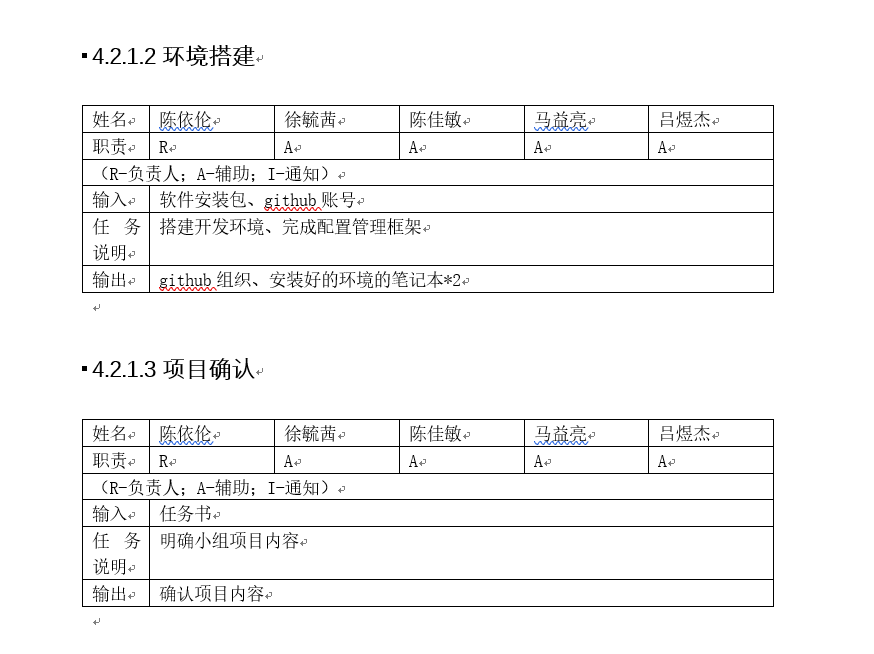 4.2.1.2 环境搭建
姓名 陈依伦 徐毓茜 陈佳敏 马益亮 吕煜杰
职责 R A A A A
（R-负责人；A-辅助；I-通知）
输入 软件安装包、github 账号
任务 搭建开发环境、完成配置管理框架
说明
输出 github 组织、安装好的环境的笔记本*2
4.2.1.3 项目确认
姓名 陈依伦 徐毓茜 陈佳敏 马益亮 吕煜杰
职责 R A A A A
（R-负责人；A-辅助；I-通知）
输入 任务书
任务 明确小组项目内容
说明
输出 确认项目内容